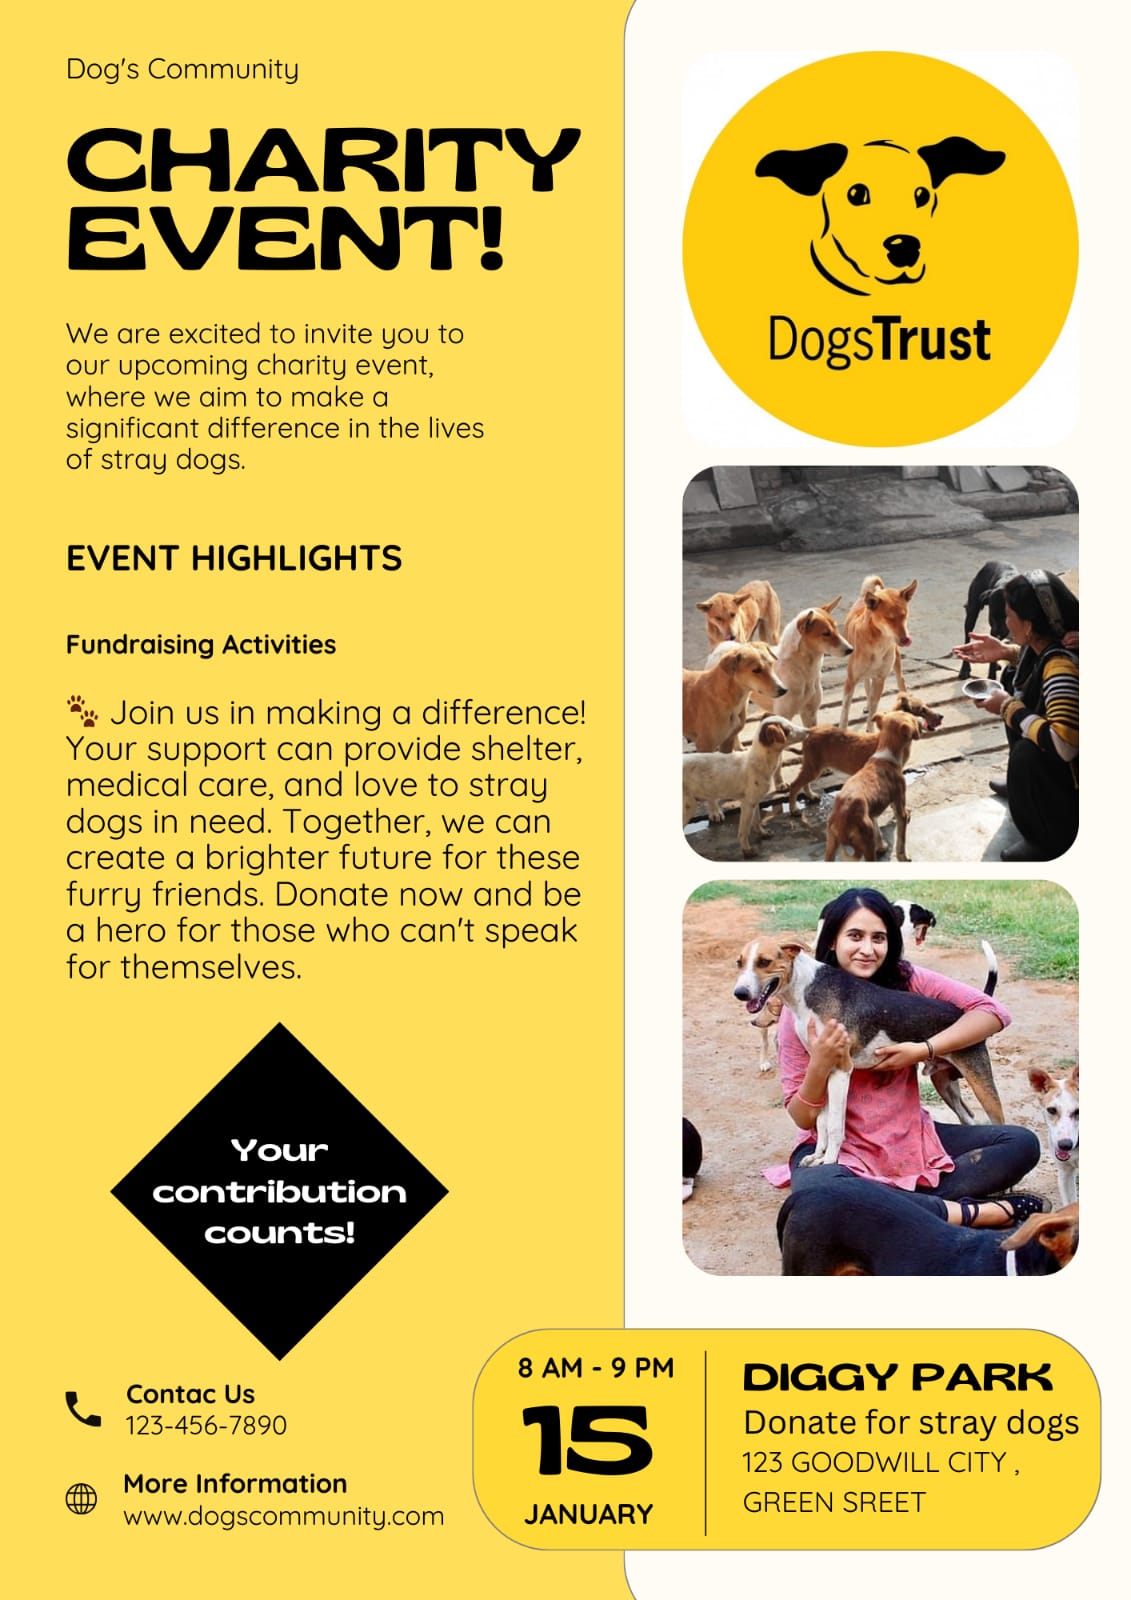 Dog's Community
CHARITY
EVENT!
We are excited to invite you to
our upcoming charity event,
where we aim to make a
significant difference in the lives
of stray dogs.
EVENT HIGHLIGHTS
Fundraising Activities
🐾 Join us in making a difference!
Your support can provide shelter,
medical care, and love to stray
dogs in need. Together, we can
create a brighter future for these
furry friends. Donate now and be
a hero for those who can't speak
for themselves.
Your
contribution
counts!
Contac Us
123-456-7890
More Information
www.dogscommunity.com
DogsTrust
8 AM - 9 PM
15
JANUARY
DIGGY PARK
Donate for stray dogs
123 GOODWILL CITY ,
GREEN SREET